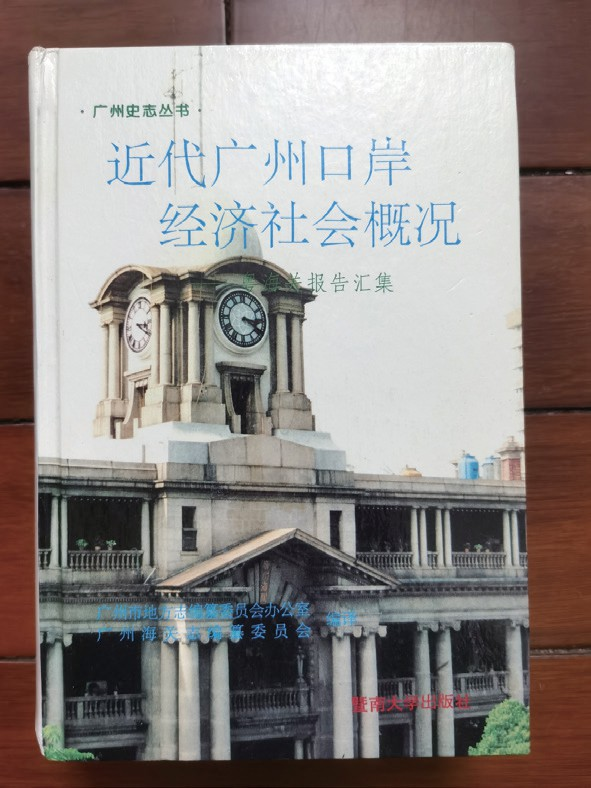 ·广州史志丛书·
近代广州口岸
经济社会概况
——粤海关报告汇集
广州市地方志编纂委员会办公室
广州海关志编纂委员会 编译
暨南大学出版社